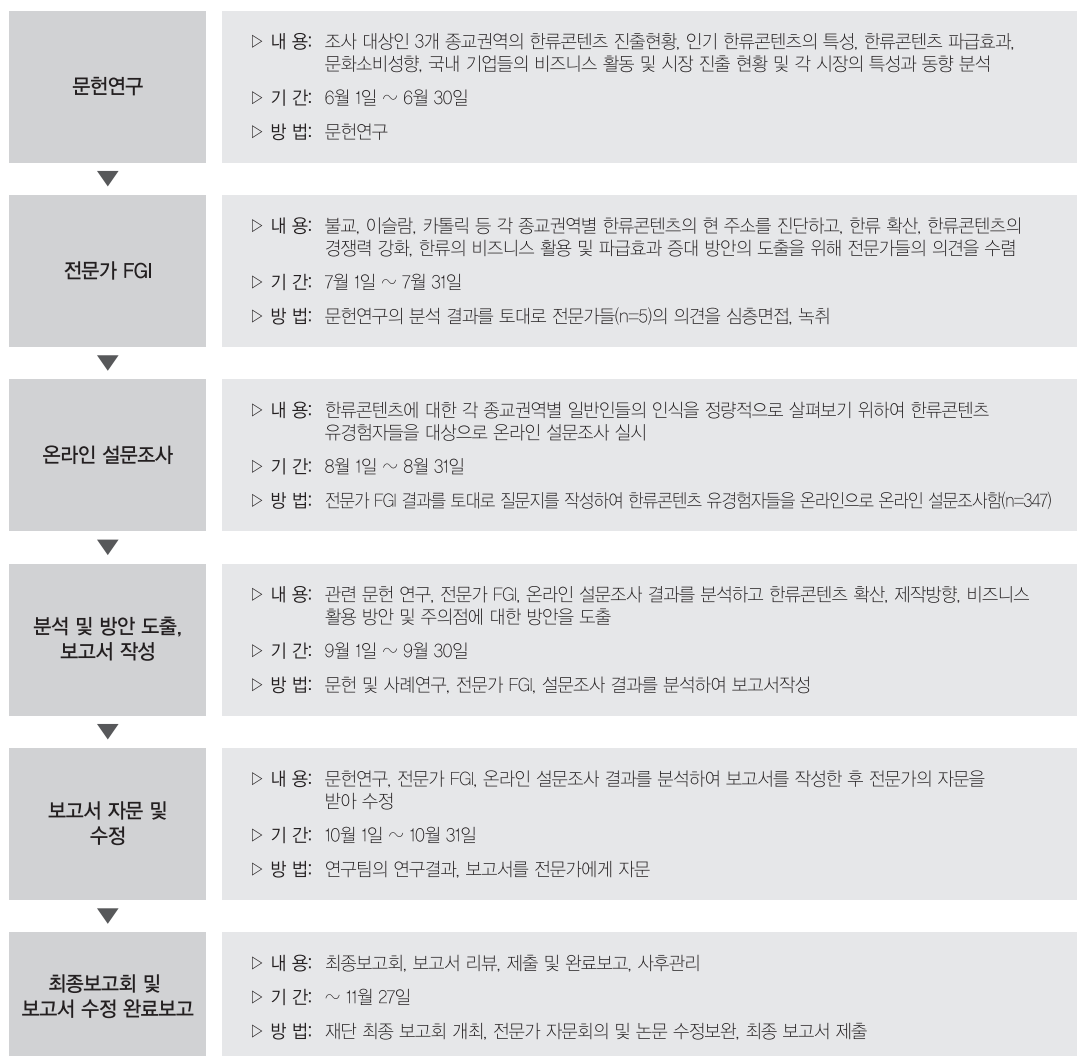 문헌연구
▷ 내 용: 조사 대상인 3개 종교권역의 한류콘텐츠 진출현황, 인기 한류콘텐츠의 특성, 한류콘텐츠 파급효과,
문화소비성향, 국내 기업들의 비즈니스 활동 및 시장 진출 현황 및 각 시장의 특성과 동향 분석
▷ 기 간: 6월 1일 ~ 6월 30일
▷ 방 법: 문헌연구
▼
전문가 FGI
▷ 내 용: 불교, 이슬람, 카톨릭 등 각 종교권역별 한류콘텐츠의 현 주소를 진단하고, 한류 확산, 한류콘텐츠의
경쟁력 강화, 한류의 비즈니스 활용 및 파급효과 증대 방안의 도출을 위해 전문가들의 의견을 수렴
▷ 기 간: 7월 1일 ~ 7월 31일
▷ 방 법: 문헌연구의 분석 결과를 토대로 전문가들(n=5)의 의견을 심층면접, 녹취
▼
온라인 설문조사
▷ 내 용: 한류콘텐츠에 대한 각 종교권역별 일반인들의 인식을 정량적으로 살펴보기 위하여 한류콘텐츠
유경험자들을 대상으로 온라인 설문조사 실시
▷ 기 간: 8월 1일 ~ 8월 31일
▷ 방 법: 전문가 FGI 결과를 토대로 질문지를 작성하여 한류콘텐츠 유경험자들을 온라인으로 온라인 설문조사함(n=347)
▼
분석 및 방안 도출,
보고서 작성
▷ 내 용: 관련 문헌 연구, 전문가 FGI, 온라인 설문조사 결과를 분석하고 한류콘텐츠 확산, 제작방향, 비즈니스
활용 방안 및 주의점에 대한 방안을 도출
▷ 기 간: 9월 1일 ~ 9월 30일
▷ 방 법: 문헌 및 사례연구, 전문가 FGI, 설문조사 결과를 분석하여 보고서작성
▼
보고서 자문 및
수정
▷ 내 용: 문헌연구, 전문가 FGI, 온라인 설문조사 결과를 분석하여 보고서를 작성한 후 전문가의 자문을
받아 수정
▷ 기 간: 10월 1일 ~ 10월 31일
▷ 방 법: 연구팀의 연구결과, 보고서를 전문가에게 자문
▼
최종보고회 및
보고서 수정 완료보고
▷ 내 용: 최종보고회, 보고서 리뷰, 제출 및 완료보고, 사후관리
▷ 기 간: ~ 11월 27일
▷ 방 법: 재단 최종 보고회 개최, 전문가 자문회의 및 논문 수정보완, 최종 보고서 제출